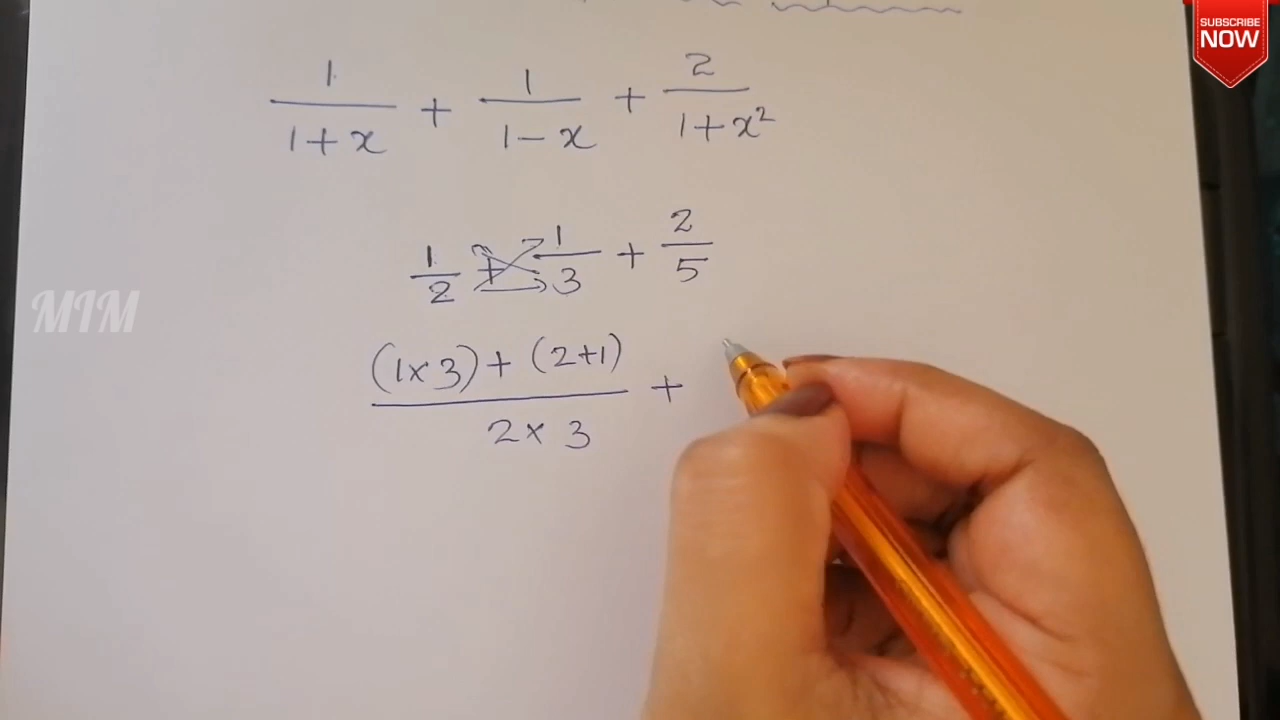 SUBSCRIBE
NOW
1/(1+x) + 1/(1-x) + 2/(1+x²)
1/2 + 1/3 + 2/5
MIM
((1×3)+(2+1))/(2×3) +